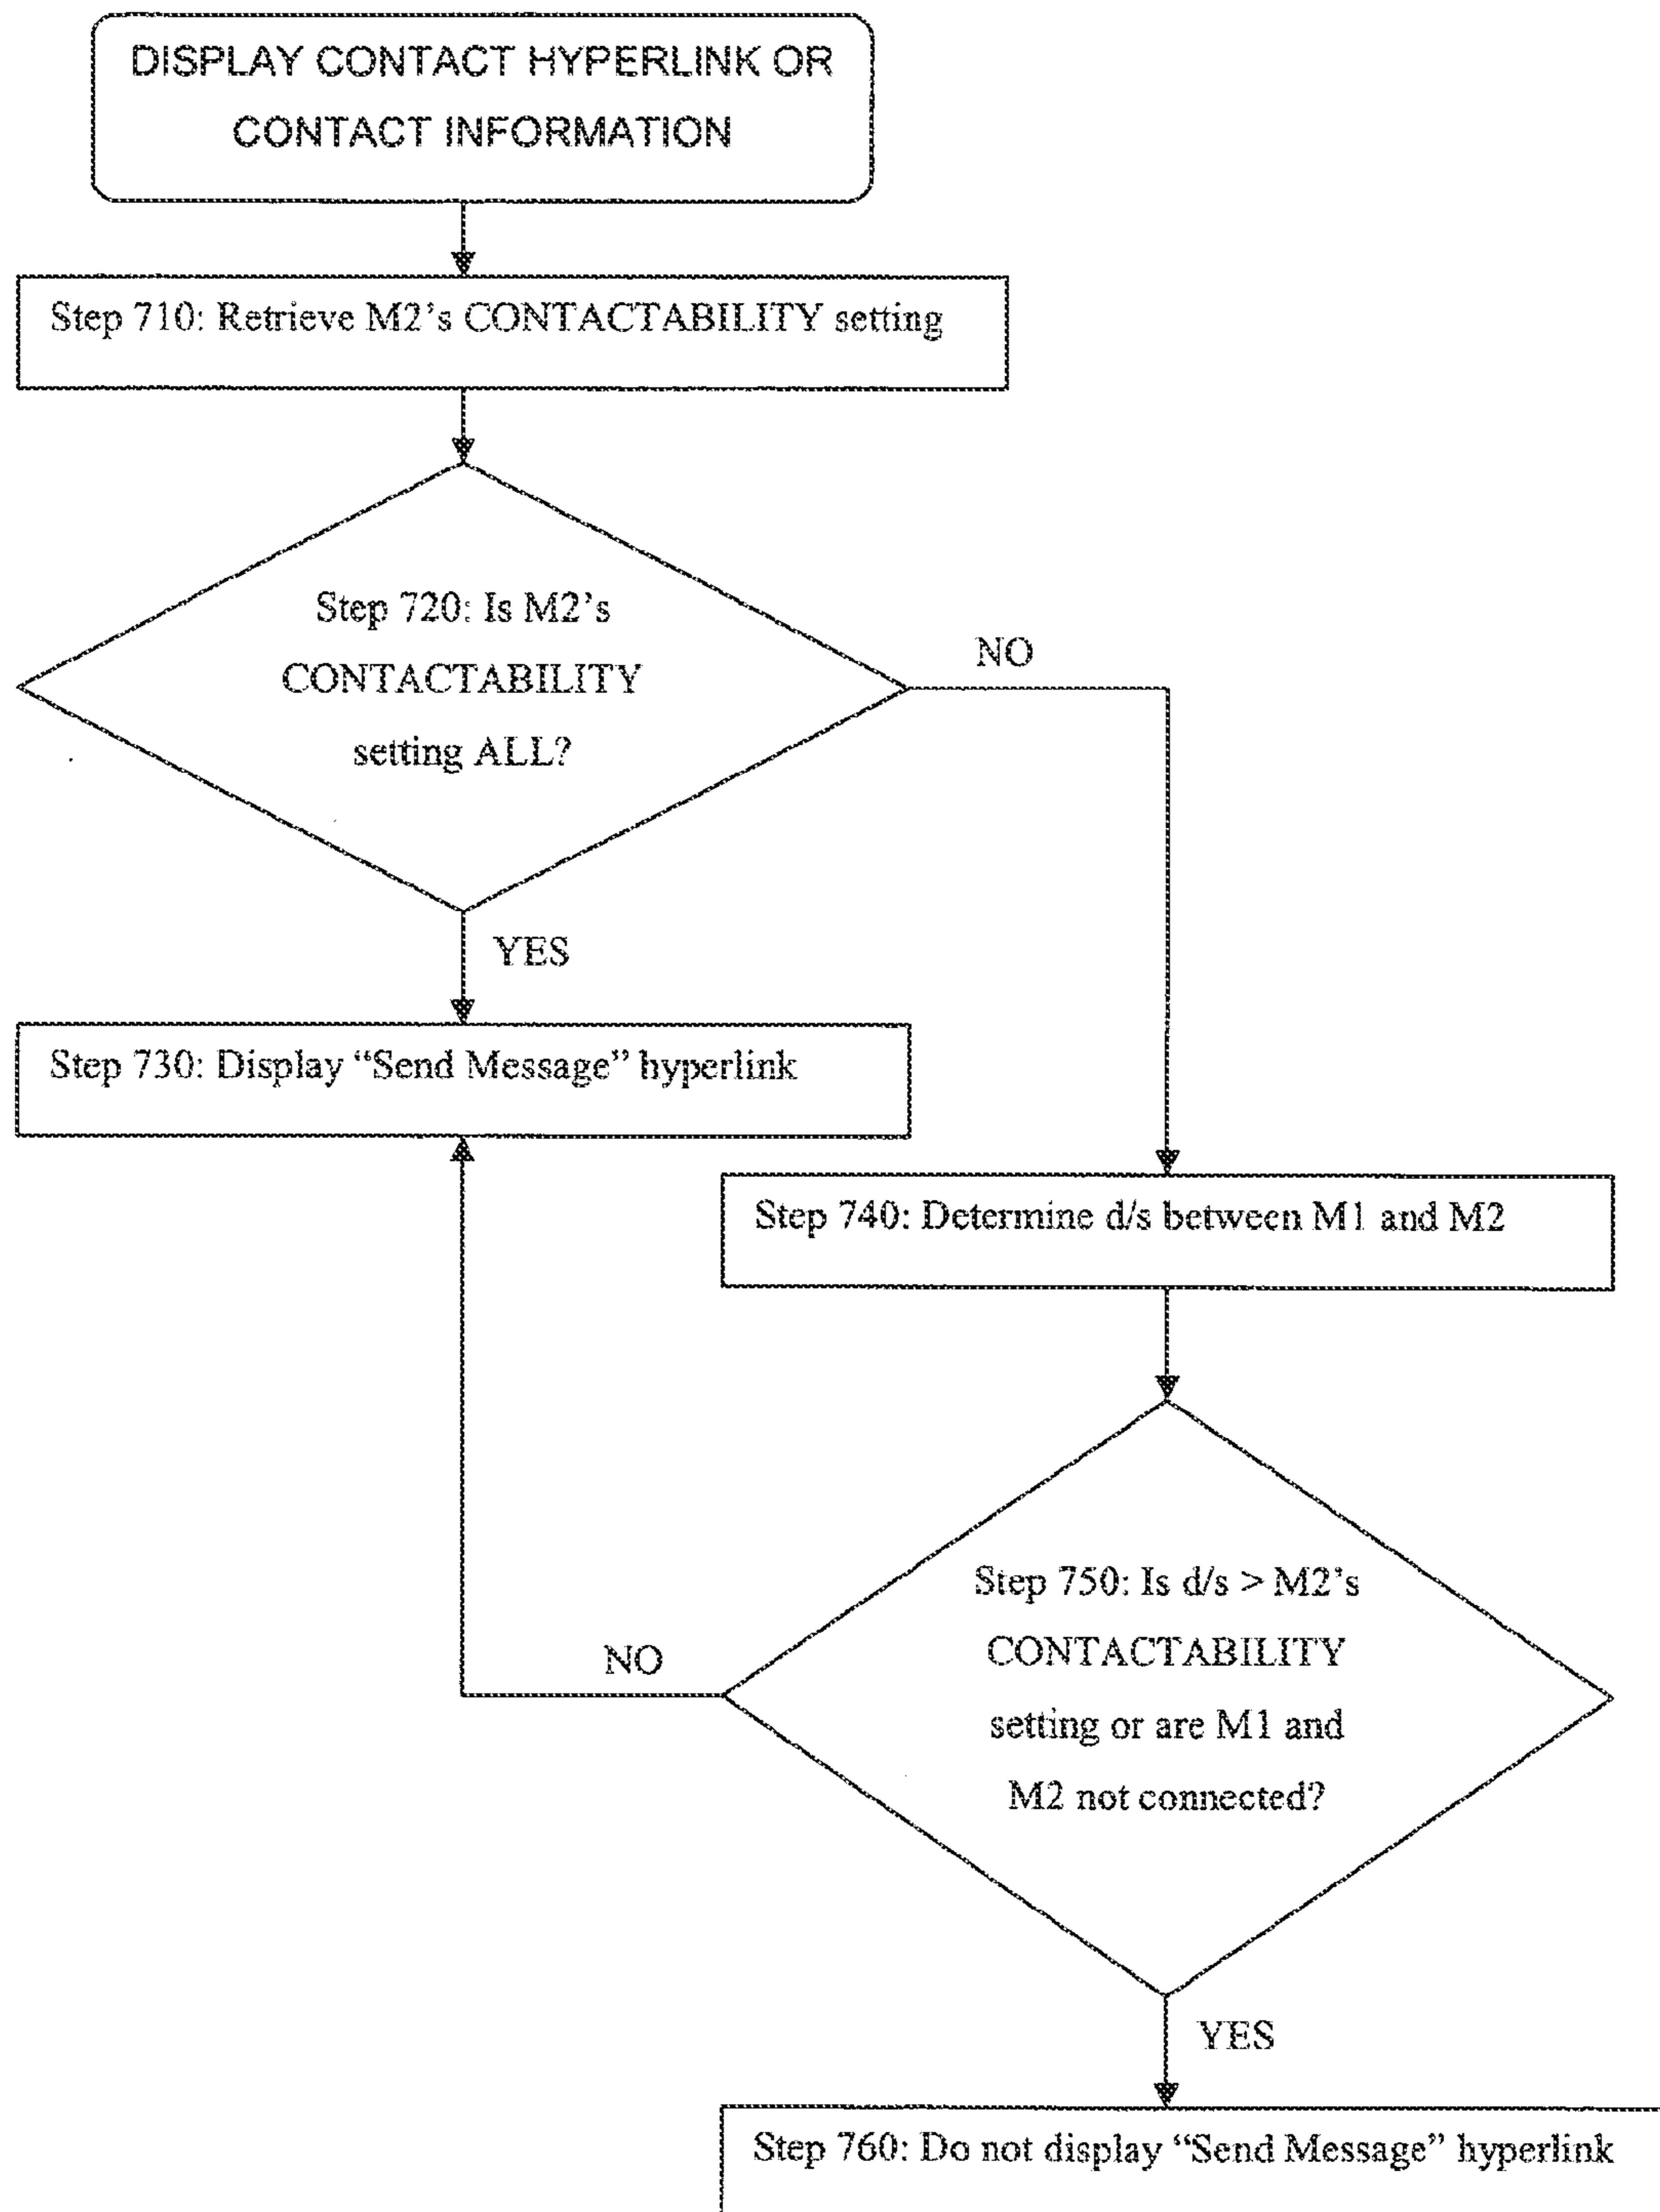 DISPLAY CONTACT HYPERLINK OR
CONTACT INFORMATION
Step 710: Retrieve M2’s CONTACTABILITY setting
Step 720: Is M2’s
CONTACTABILITY
setting ALL?
NO
YES
Step 730: Display “Send Message” hyperlink
Step 740: Determine d/s between M1 and M2
Step 750: Is d/s > M2’s
CONTACTABILITY
setting or are M1 and
M2 not connected?
NO
YES
Step 760: Do not display “Send Message” hyperlink